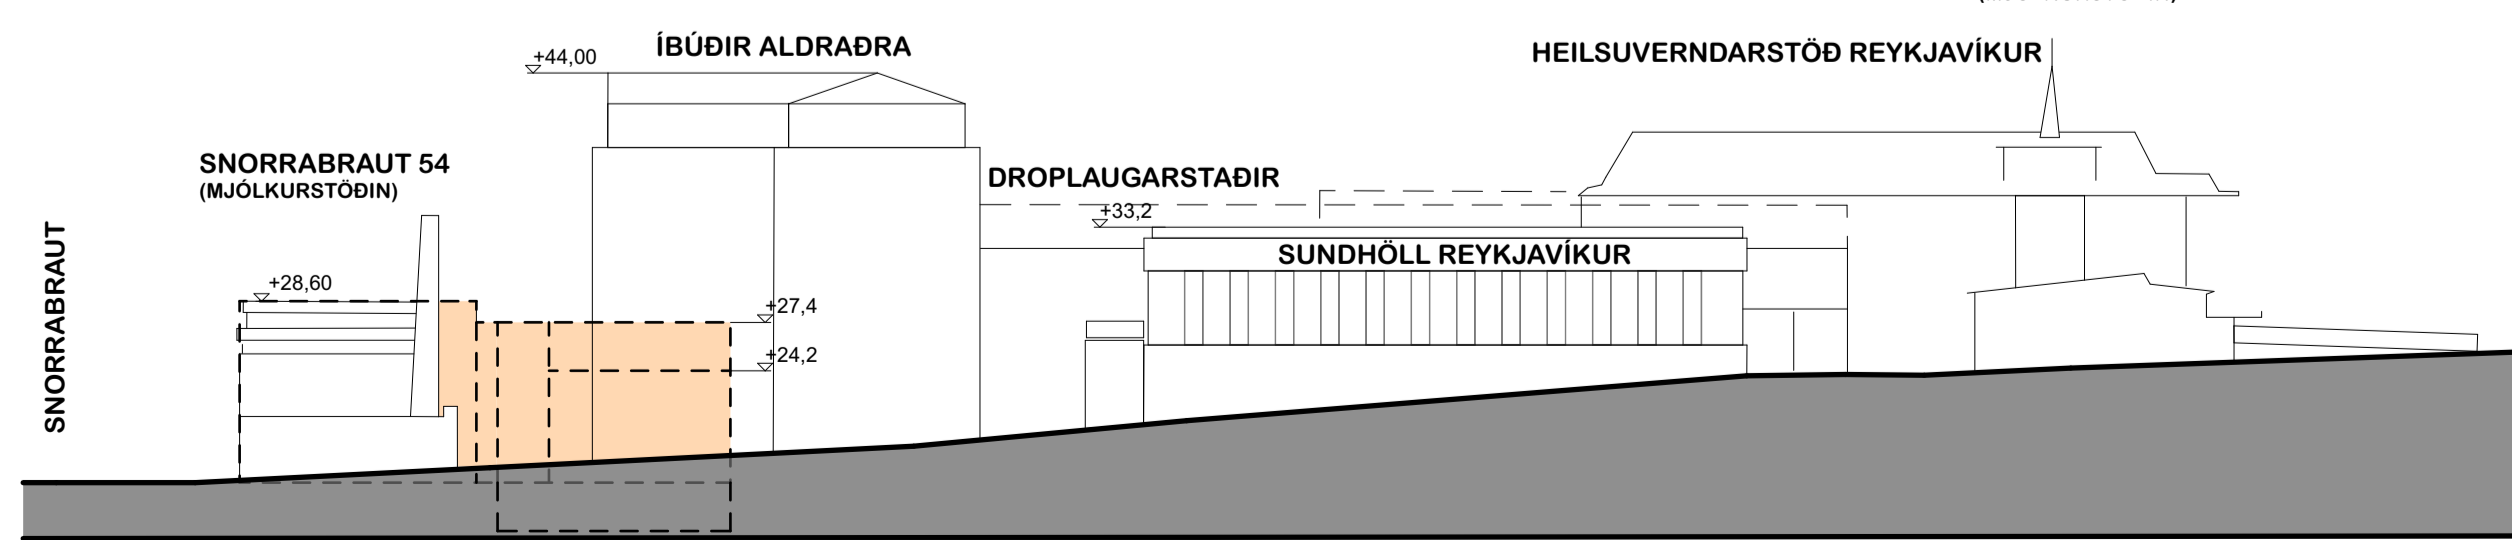 HEILSUVERNDARSTÖÐ REYKJAVÍKUR
ÍBÚÐIR ALDRAÐRA
+44,00
SNORRABRAUT 54
(MJÓLKURSTÖÐIN)
DROPLAUGARSTAÐIR
+33,2
SUNDHÖLL REYKJAVÍKUR
SNORRABRAUT
+28,60
+27,4
+24,2